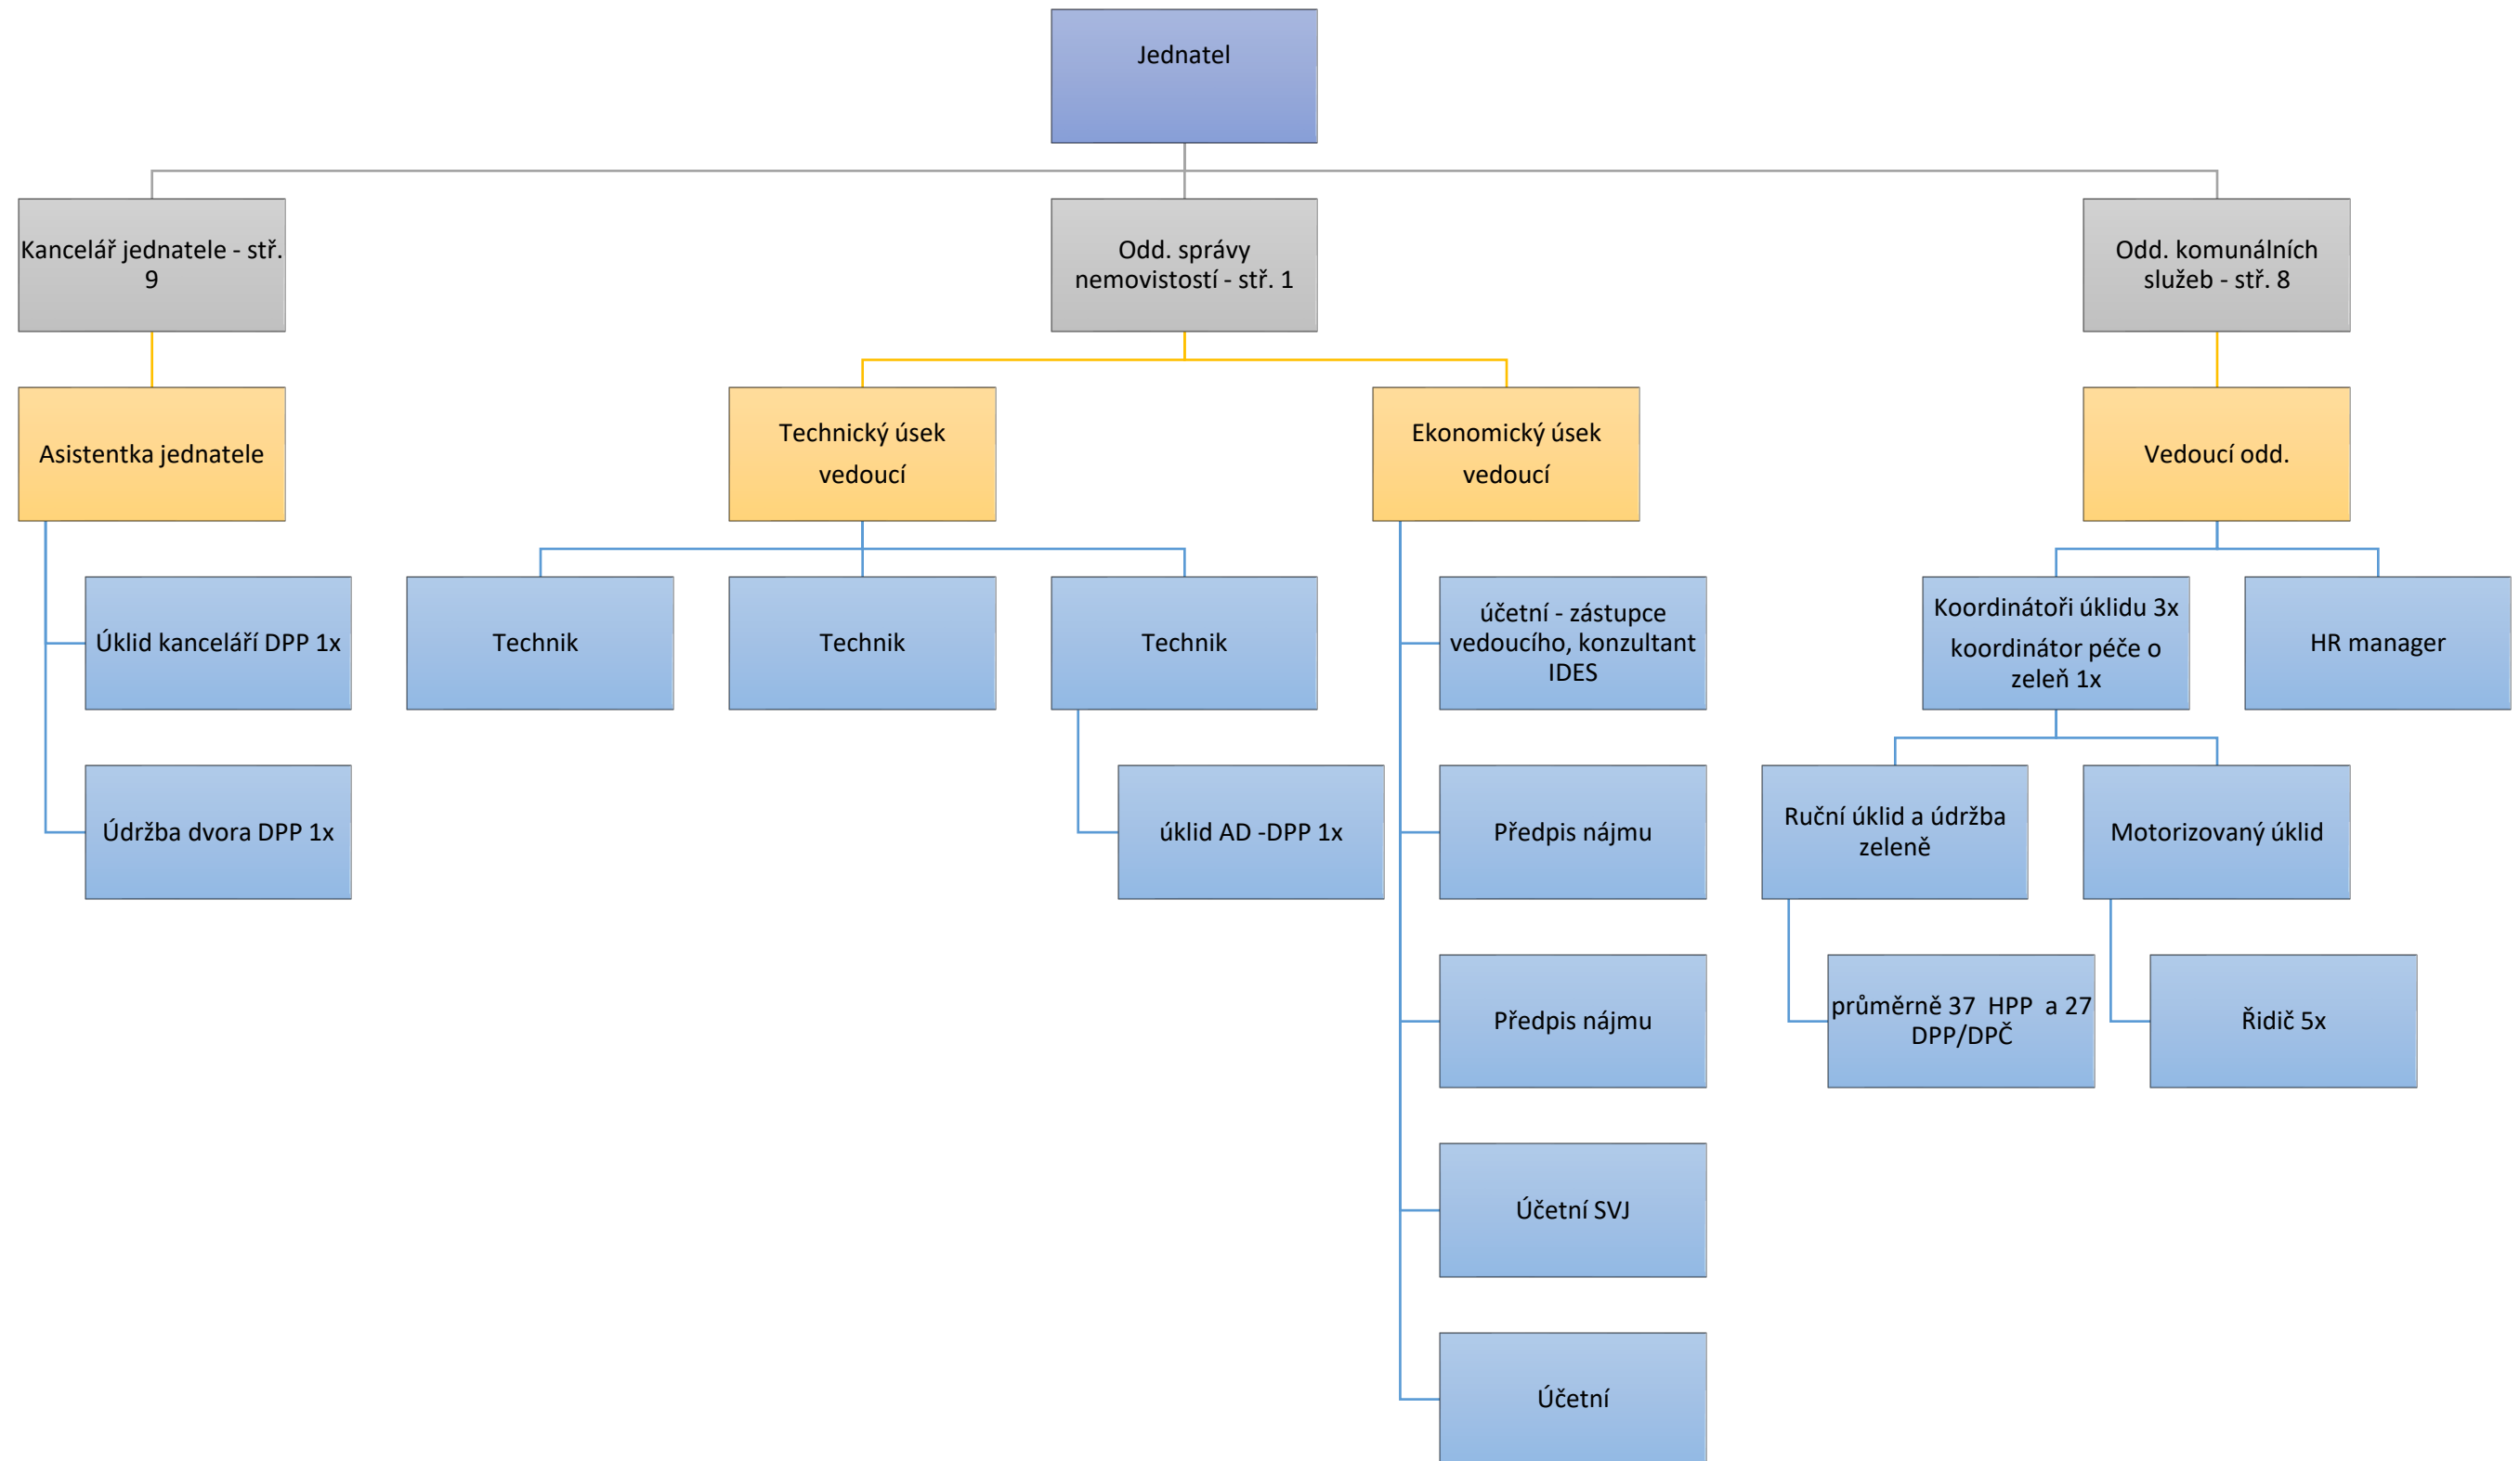 Jednatel
Kancelář jednatele - stř.
9
Odd. správy
nemovistostí - stř. 1
Odd. komunálních
služeb - stř. 8
Asistentka jednatele
Technický úsek
vedoucí
Ekonomický úsek
vedoucí
Vedoucí odd.
Úklid kanceláří DPP 1x
Technik
Technik
Technik
účetní - zástupce
vedoucího, konzultant
IDES
Koordinátoři úklidu 3x
koordinátor péče o
zeleň 1x
HR manager
Údržba dvora DPP 1x
úklid AD -DPP 1x
Předpis nájmu
Ruční úklid a údržba
zeleně
Motorizovaný úklid
Předpis nájmu
průměrně 37  HPP  a 27
DPP/DPČ
Řidič 5x
Účetní SVJ
Účetní